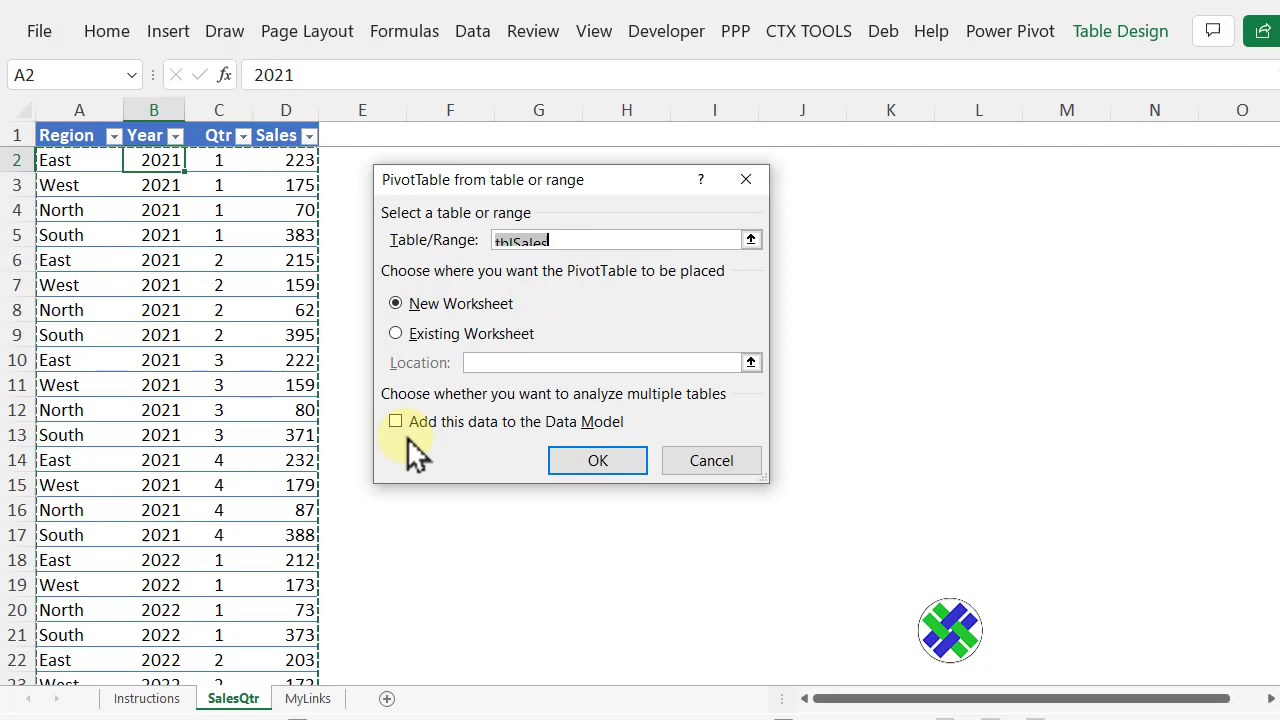 File Home Insert Draw Page Layout Formulas Data Review View Developer PPP CTX TOOLS Deb Help Power Pivot Table Design
A2 fx 2021
A B C D E F G H I J K L M N O
1 Region Year Qtr Sales
2 East 2021 1 223
3 West 2021 1 175
4 North 2021 1 70
5 South 2021 1 383
6 East 2021 2 215
7 West 2021 2 159
8 North 2021 2 62
9 South 2021 2 395
10 East 2021 3 222
11 West 2021 3 159
12 North 2021 3 80
13 South 2021 3 371
14 East 2021 4 232
15 West 2021 4 179
16 North 2021 4 87
17 South 2021 4 388
18 East 2022 1 212
19 West 2022 1 173
20 North 2022 1 73
21 South 2022 1 373
22 East 2022 2 203
PivotTable from table or range ?
Select a table or range
Table/Range: tblSales
Choose where you want the PivotTable to be placed
New Worksheet
Existing Worksheet
Location:
Choose whether you want to analyze multiple tables
Add this data to the Data Model
OK Cancel
Instructions SalesQtr MyLinks